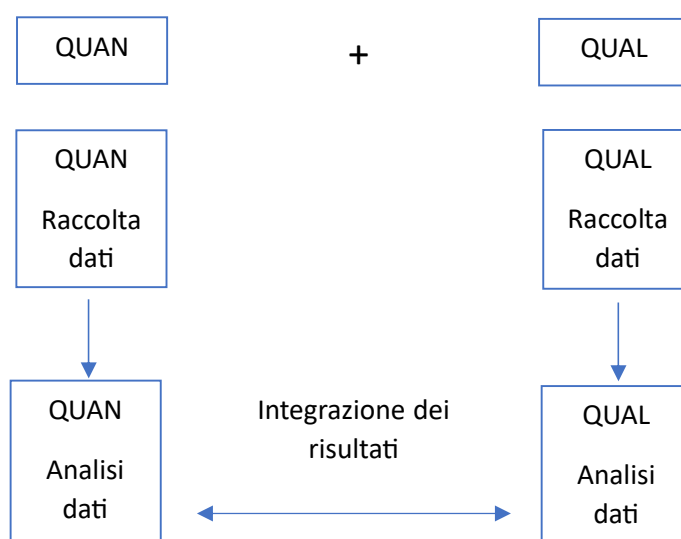 QUAN
+
QUAL
QUAN
Raccolta
dati
QUAL
Raccolta
dati
QUAN
Analisi
dati
Integrazione dei
risultati
QUAL
Analisi
dati